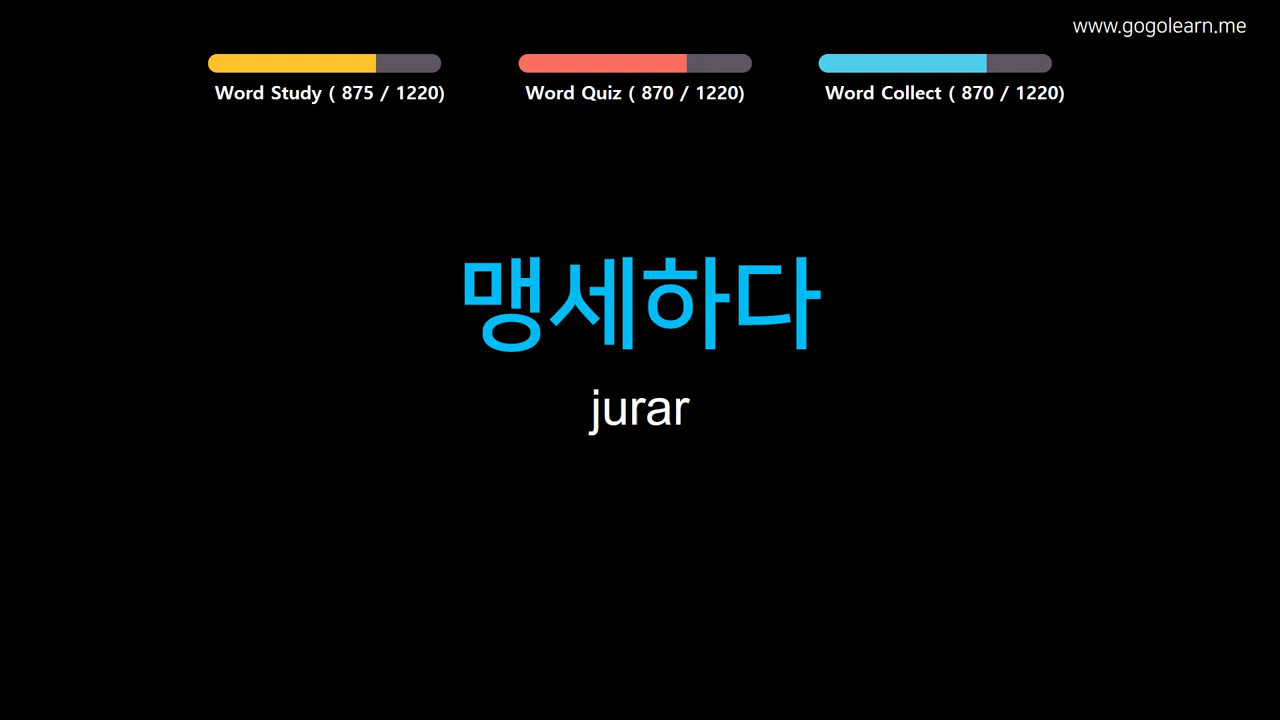 www.gogolearn.me
Word Study ( 875 / 1220)
Word Quiz ( 870 / 1220)
Word Collect ( 870 / 1220)
맹세하다
jurar